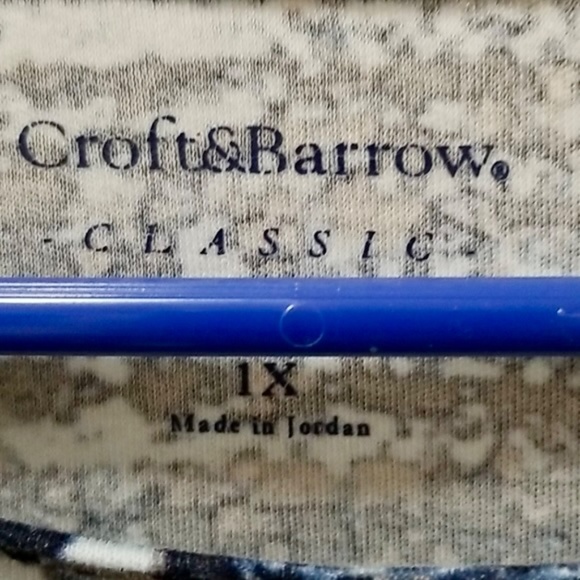 Croft&Barrow®
- CLASSIC -
1X
Made in Jordan